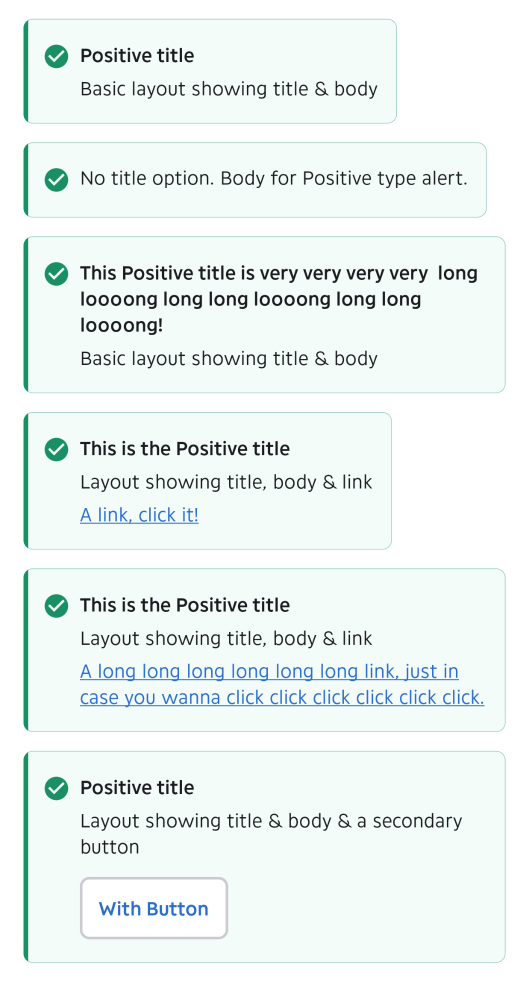 Positive title
Basic layout showing title & body
No title option. Body for Positive type alert.
This Positive title is very very very very  long
loooong long long loooong long long
loooong!
Basic layout showing title & body
This is the Positive title
Layout showing title, body & link
A link, click it!
This is the Positive title
Layout showing title, body & link
A long long long long long long link, just in
case you wanna click click click click click click.
Positive title
Layout showing title & body & a secondary
button
With Button